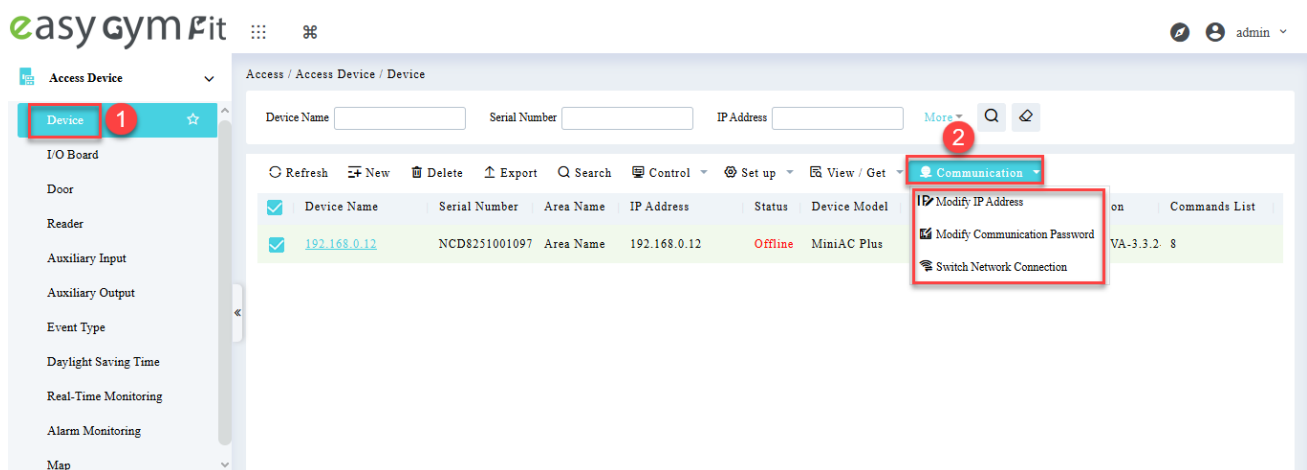 easy Gym Fit
admin
Access Device
Access / Access Device / Device
Device
1
Device Name
Serial Number
IP Address
More
2
I/O Board
Refresh New Delete Export Search Control Set up View / Get Communication
Door
Device Name Serial Number Area Name IP Address Status Device Model on Commands List
Modify IP Address
Reader
192.168.0.12 NCD8251001097 Area Name 192.168.0.12 Offline MiniAC Plus VA-3.3.2- 8
Modify Communication Password
Auxiliary Input
Switch Network Connection
Auxiliary Output
Event Type
Daylight Saving Time
Real-Time Monitoring
Alarm Monitoring
Map